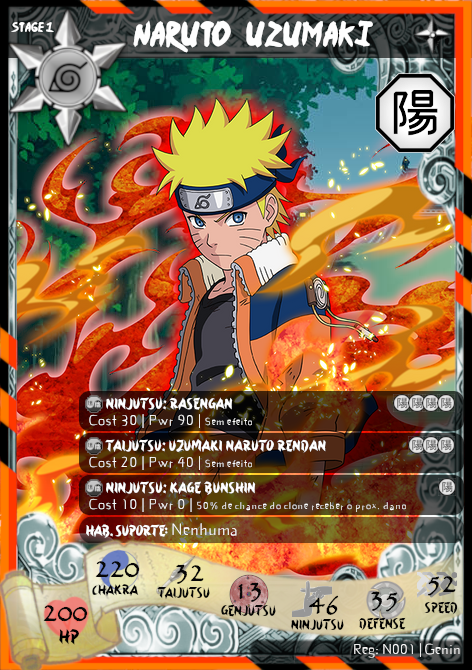 STAGE 1
NARUTO UZUMAKI
陽
NINJUTSU: RASENGAN
Cost 30 | Pwr 90 | Sem efeito
TAIJUTSU: UZUMAKI NARUTO RENDAN
Cost 20 | Pwr 40 | Sem efeito
NINJUTSU: KAGE BUNSHIN
Cost 10 | Pwr 0 | 50% de chance do clone receber o prox. dano
HAB. SUPORTE: Nenhuma
200
HP
220
CHAKRA
32
TAIJUTSU
13
GENJUTSU
46
NINJUTSU
35
DEFENSE
52
SPEED
Reg: N001 | Genin